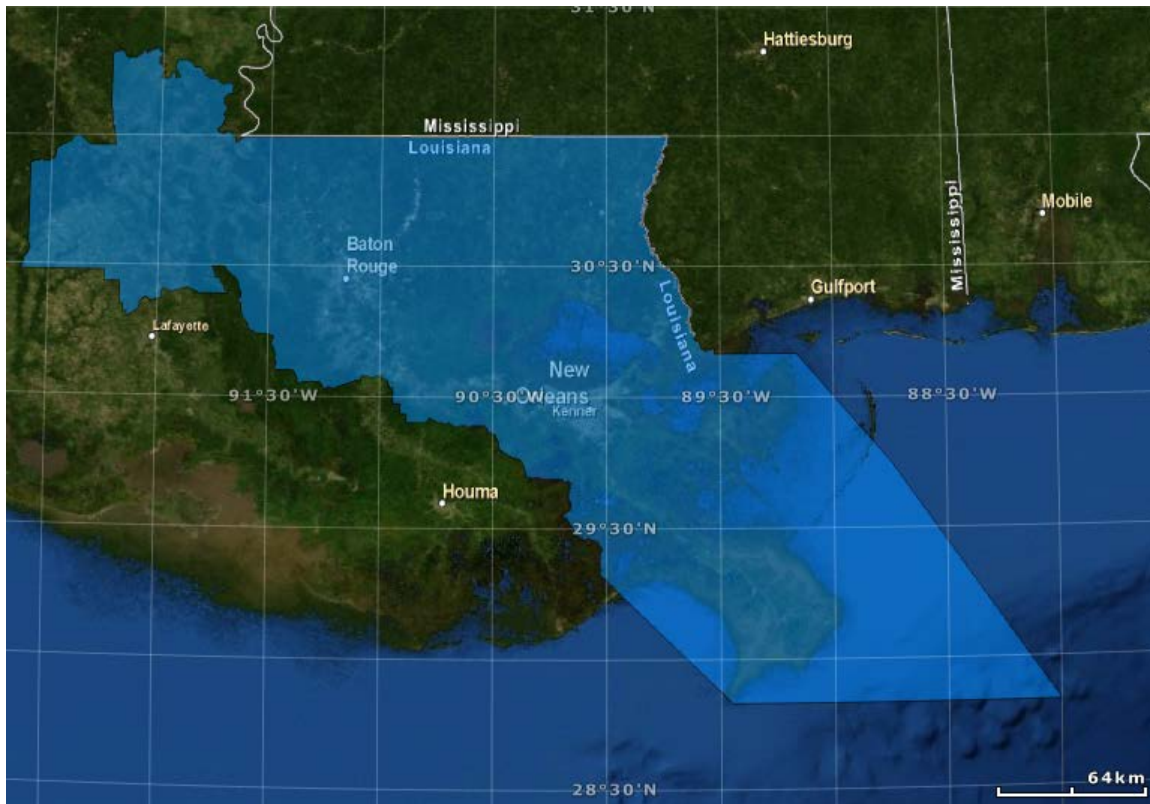 31°30'N
Hattiesburg
Mississippi
Louisiana
Mississippi
Mobile
Baton
Rouge
30°30'N
Louisiana
Gulfport
Lafayette
New
Orleans
91°30'W
90°30'W
89°30'W
88°30'W
Kenner
Houma
29°30'N
64km
28°30'N